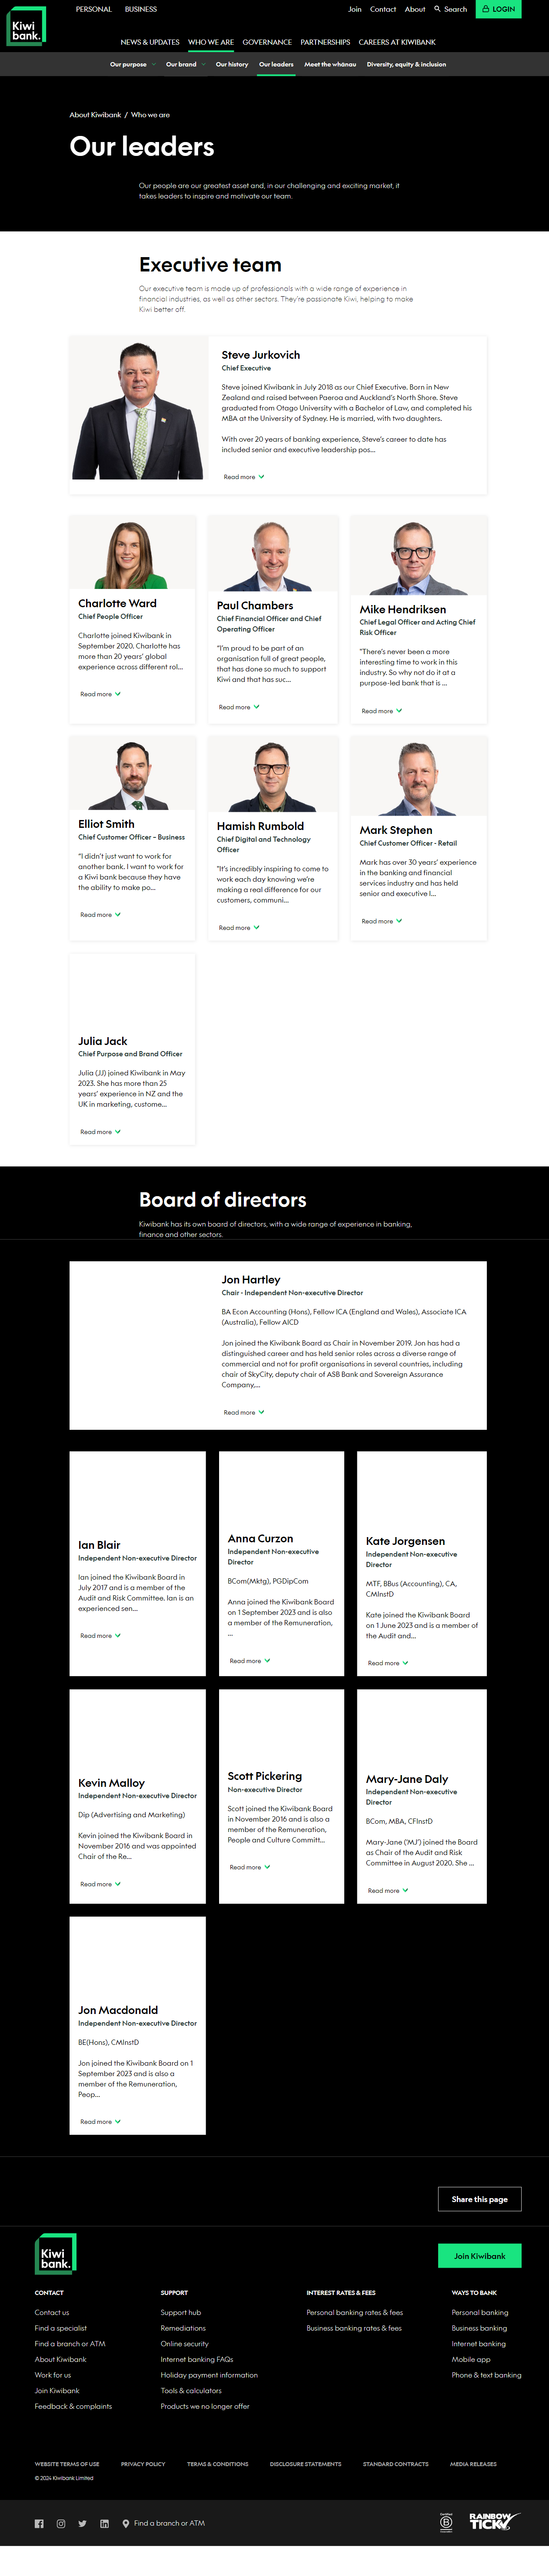 Kiwi
bank.
PERSONAL BUSINESS
Join Contact About Search LOGIN
NEWS & UPDATES WHO WE ARE GOVERNANCE PARTNERSHIPS CAREERS AT KIWIBANK
Our purpose Our brand Our history Our leaders Meet the whānau Diversity, equity & inclusion
About Kiwibank / Who we are
Our leaders
Our people are our greatest asset and, in our challenging and exciting market, it
takes leaders to inspire and motivate our team.
Executive team
Our executive team is made up of professionals with a wide range of experience in
financial industries, as well as other sectors. They're passionate Kiwi, helping to make
Kiwi better off.
Steve Jurkovich
Chief Executive
Steve joined Kiwibank in July 2018 as our Chief Executive. Born in New
Zealand and raised between Paeroa and Auckland's North Shore. Steve
graduated from Otago University with a Bachelor of Law, and completed his
MBA at the University of Sydney. He is married, with two daughters.
With over 20 years of banking experience, Steve's career to date has
included senior and executive leadership pos...
Read more
Charlotte Ward
Chief People Officer
Charlotte joined Kiwibank in
September 2020. Charlotte has
more than 20 years' global
experience across different rol...
Read more
Paul Chambers
Chief Financial Officer and Chief
Operating Officer
"I'm proud to be part of an
organisation full of great people,
that has done so much to support
Kiwi and that has suc...
Read more
Mike Hendriksen
Chief Legal Officer and Acting Chief
Risk Officer
"There's never been a more
interesting time to work in this
industry. So why not do it at a
purpose-led bank that is ...
Read more
Elliot Smith
Chief Customer Officer – Business
"I didn't just want to work for
another bank. I want to work for
a Kiwi bank because they have
the ability to make po...
Read more
Hamish Rumbold
Chief Digital and Technology
Officer
"It's incredibly inspiring to come to
work each day knowing we're
making a real difference for our
customers, communi...
Read more
Mark Stephen
Chief Customer Officer - Retail
Mark has over 30 years' experience
in the banking and financial
services industry and has held
senior and executive l...
Read more
Julia Jack
Chief Purpose and Brand Officer
Julia (JJ) joined Kiwibank in May
2023. She has more than 25
years' experience in NZ and the
UK in marketing, custome...
Read more
Board of directors
Kiwibank has its own board of directors, with a wide range of experience in banking,
finance and other sectors.
Jon Hartley
Chair - Independent Non-executive Director
BA Econ Accounting (Hons), Fellow ICA (England and Wales), Associate ICA
(Australia), Fellow AICD
Jon joined the Kiwibank Board as Chair in November 2019. Jon has had a
distinguished career and has held senior roles across a diverse range of
commercial and not for profit organisations in several countries, including
chair of SkyCity, deputy chair of ASB Bank and Sovereign Assurance
Company,...
Read more
Ian Blair
Independent Non-executive Director
Ian joined the Kiwibank Board in
July 2017 and is a member of the
Audit and Risk Committee. Ian is an
experienced sen...
Read more
Anna Curzon
Independent Non-executive
Director
BCom(Mktg), PGDipCom
Anna joined the Kiwibank Board
on 1 September 2023 and is also
a member of the Remuneration,
...
Read more
Kate Jorgensen
Independent Non-executive
Director
MTF, BBus (Accounting), CA,
CMInstD
Kate joined the Kiwibank Board
on 1 June 2023 and is a member of
the Audit and...
Read more
Kevin Malloy
Independent Non-executive Director
Dip (Advertising and Marketing)
Kevin joined the Kiwibank Board in
November 2016 and was appointed
Chair of the Re...
Read more
Scott Pickering
Non-executive Director
Scott joined the Kiwibank Board
in November 2016 and is also a
member of the Remuneration,
People and Culture Committ...
Read more
Mary-Jane Daly
Independent Non-executive
Director
BCom, MBA, CFInstD
Mary-Jane ('MJ') joined the Board
as Chair of the Audit and Risk
Committee in August 2020. She ...
Read more
Jon Macdonald
Independent Non-executive Director
BE(Hons), CMInstD
Jon joined the Kiwibank Board on 1
September 2023 and is also a
member of the Remuneration,
Peop...
Read more
Share this page
Kiwi
bank.
Join Kiwibank
CONTACT
Contact us
Find a specialist
Find a branch or ATM
About Kiwibank
Work for us
Join Kiwibank
Feedback & complaints
SUPPORT
Support hub
Remediations
Online security
Internet banking FAQs
Holiday payment information
Tools & calculators
Products we no longer offer
INTEREST RATES & FEES
Personal banking rates & fees
Business banking rates & fees
WAYS TO BANK
Personal banking
Business banking
Internet banking
Mobile app
Phone & text banking
WEBSITE TERMS OF USE PRIVACY POLICY TERMS & CONDITIONS DISCLOSURE STATEMENTS STANDARD CONTRACTS MEDIA RELEASES
© 2024 Kiwibank Limited
Find a branch or ATM
Certified
B
RAINBOW
TICK